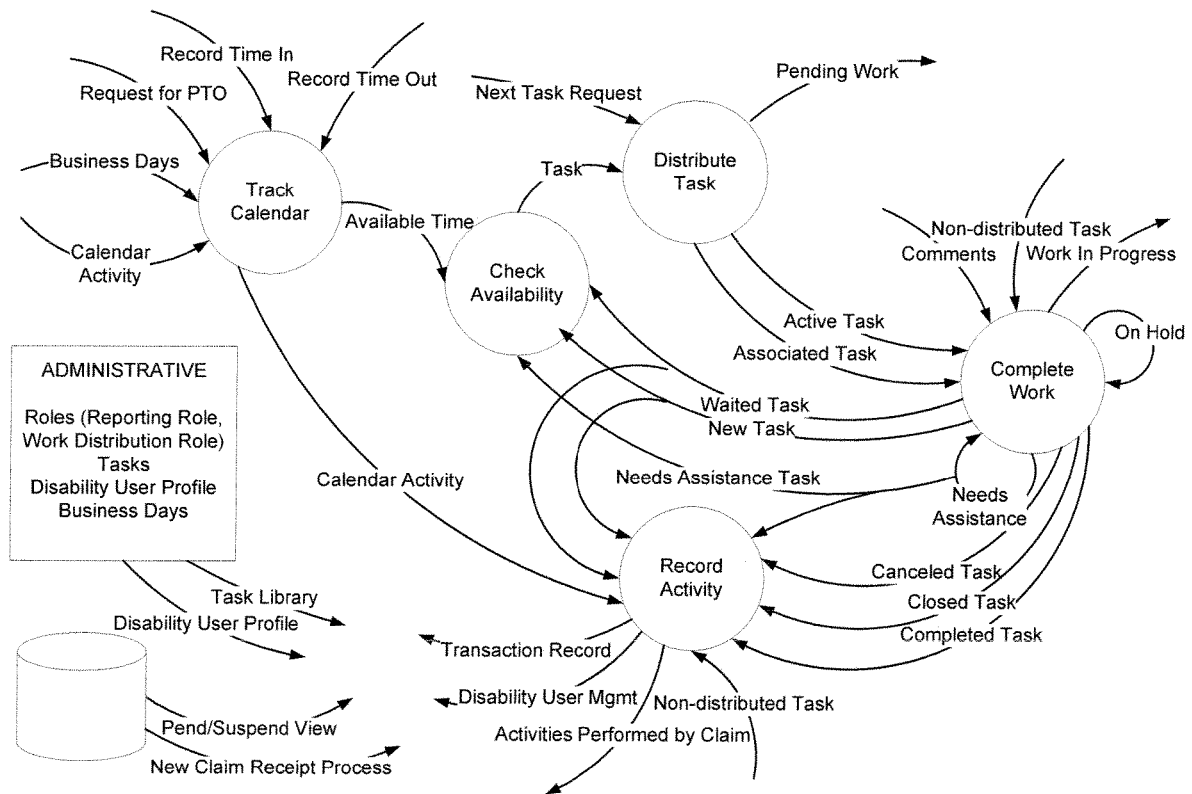 Record Time In
Record Time Out
Request for PTO
Business Days
Calendar
Activity
Track
Calendar
Available Time
Next Task Request
Pending Work
Task
Distribute
Task
Check
Availability
Non-distributed Task
Comments
Work In Progress
Active Task
Associated Task
On Hold
Complete
Work
Waited Task
New Task
Needs Assistance Task
Needs
Assistance
ADMINISTRATIVE
Roles (Reporting Role,
Work Distribution Role)
Tasks
Disability User Profile
Business Days
Calendar Activity
Record
Activity
Canceled Task
Closed Task
Completed Task
Task Library
Disability User Profile
Transaction Record
Disability User Mgmt
Non-distributed Task
Activities Performed by Claim
Pend/Suspend View
New Claim Receipt Process